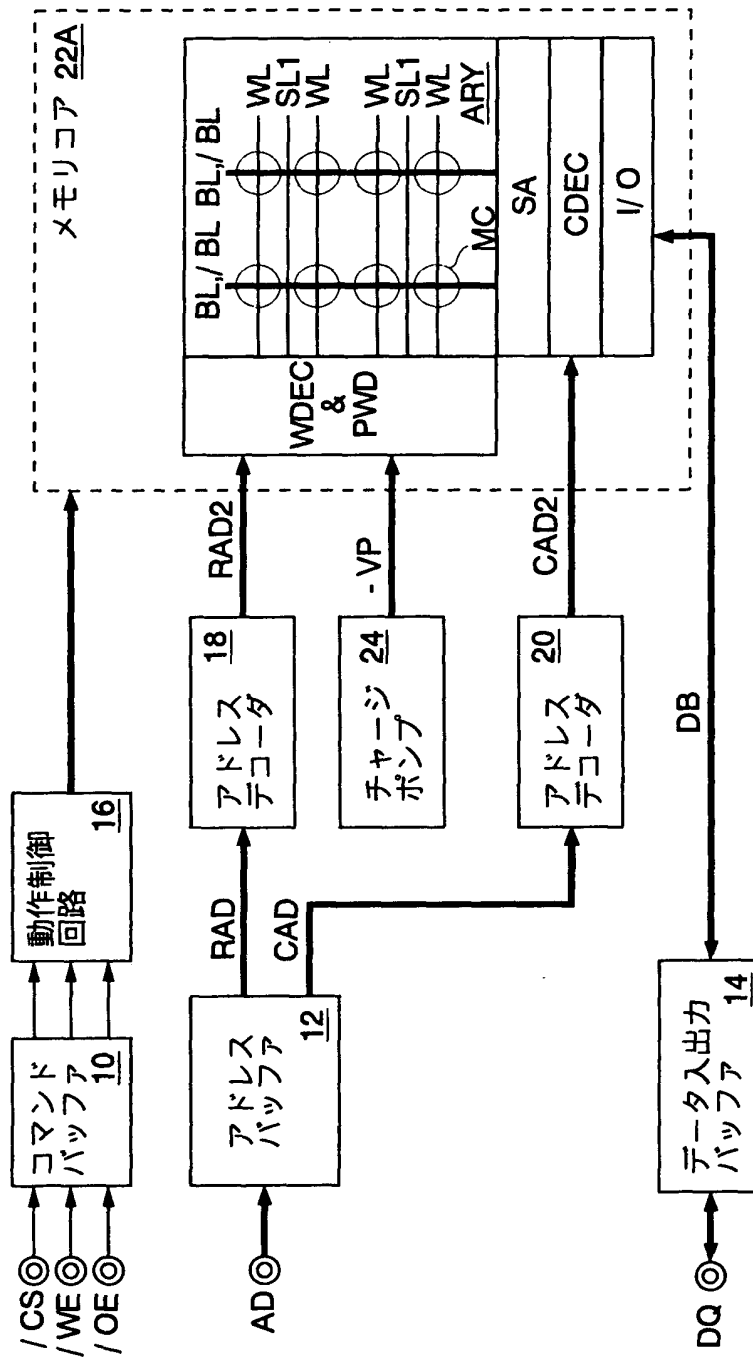 / CS
/ WE
/ OE
コマンド
バッファ
10
動作制御
回路
16
メモリコア 22A
AD
アドレス
バッファ
12
RAD
CAD
アドレス
デコーダ
18
RAD2
チャージ
ポンプ
24
- VP
アドレス
デコーダ
20
CAD2
WDEC
&
PWD
BL,/ BL BL,/ BL
WL
SL1
WL
WL
SL1
WL
ARY
MC
SA
CDEC
I/ O
DQ
データ入出力
バッファ
14
DB